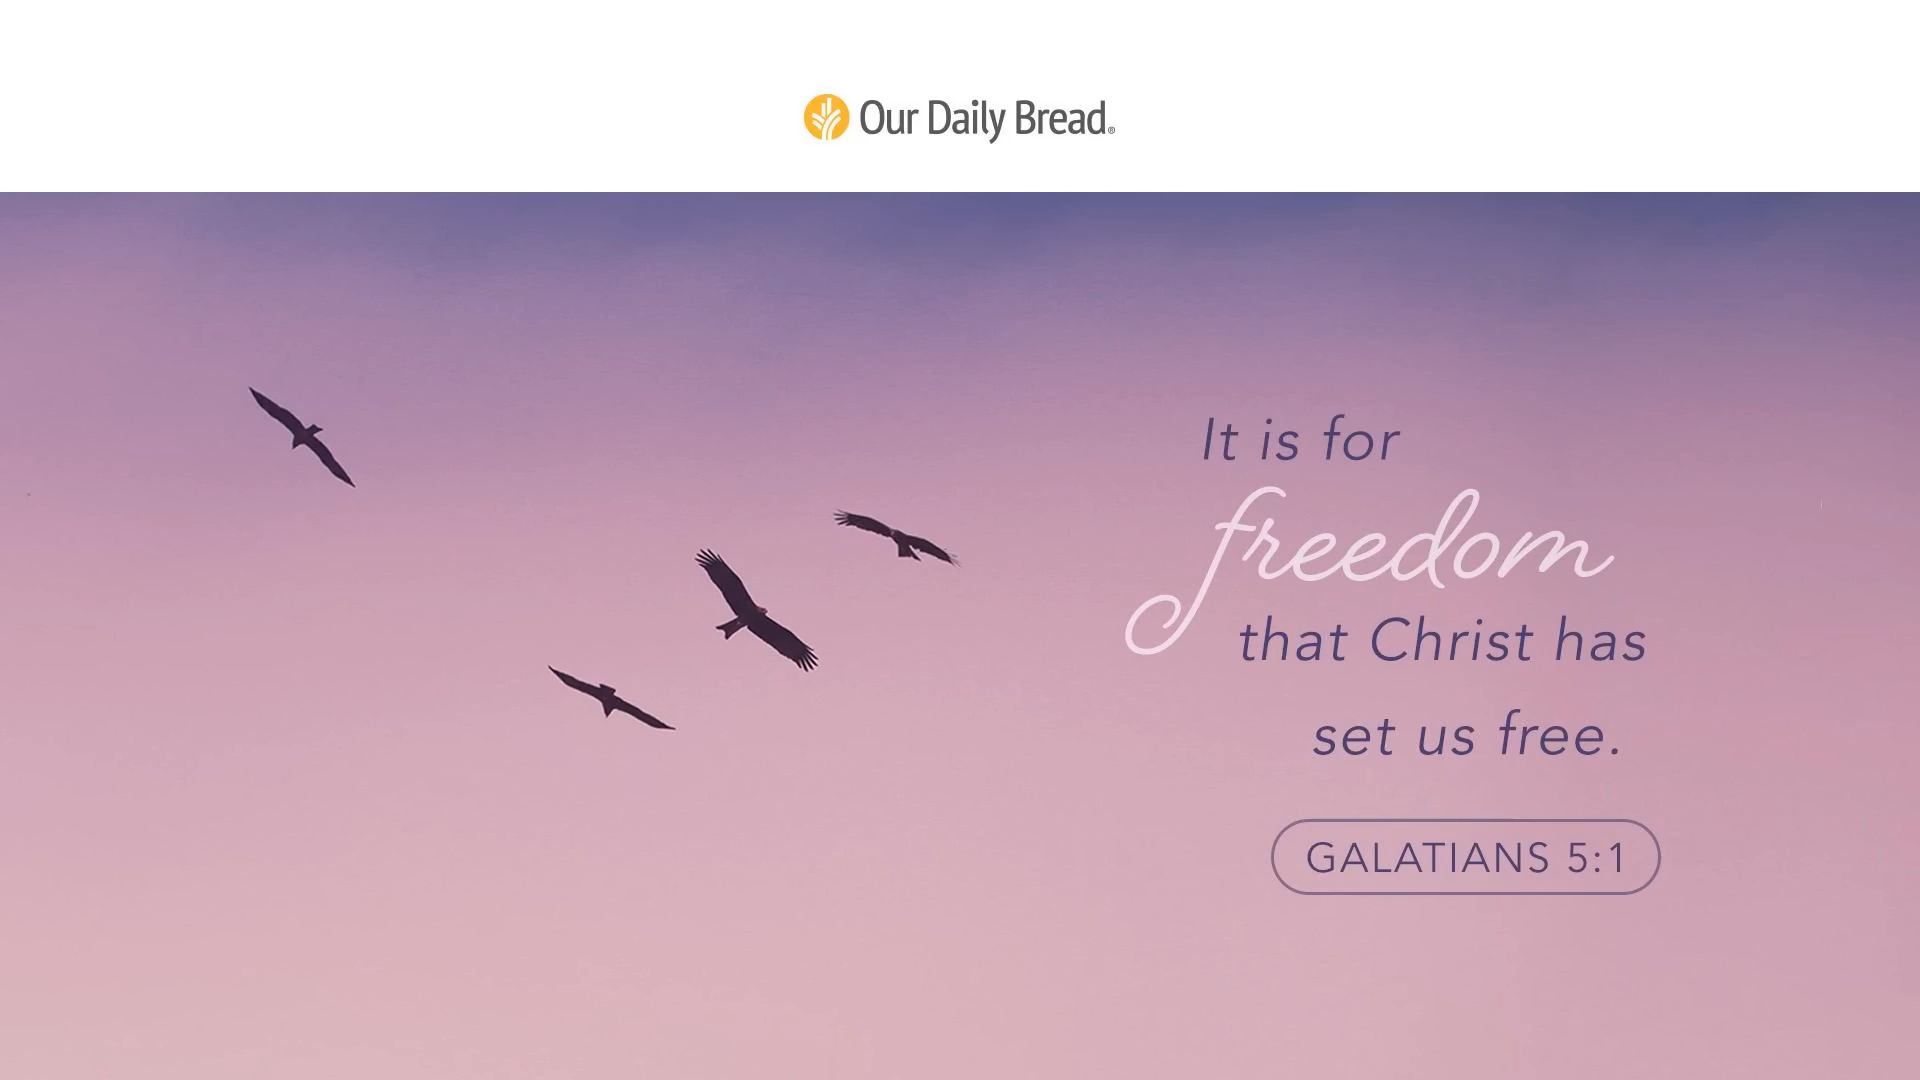 Our Daily Bread®
It is for
freedom
that Christ has
set us free.
GALATIANS 5:1